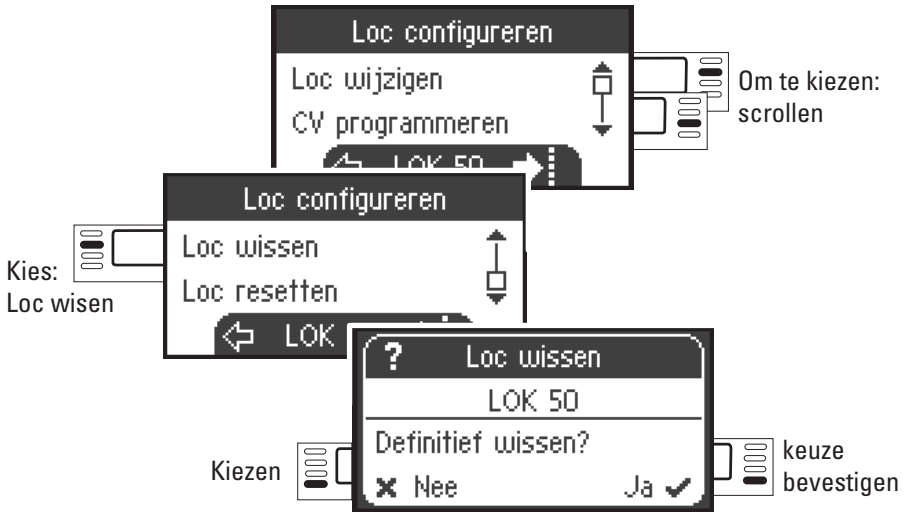 Loc configureren
Loc wijzigen
CV programmeren
LOK 50
Om te kiezen:
scrollen
Loc configureren
Loc wissen
Loc resetten
LOK
Kies:
Loc wisen
? Loc wissen
LOK 50
Definitief wissen?
Nee Ja
Kiezen
keuze
bevestigen